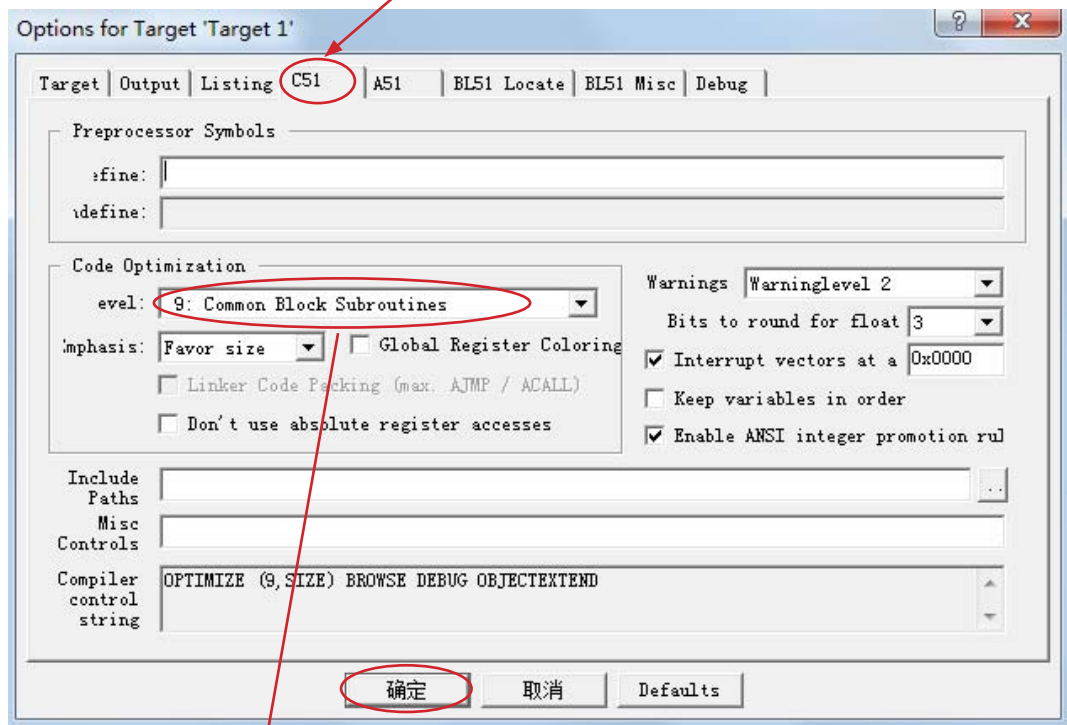 Options for Target 'Target 1'
Target Output Listing C51 A51 BL51 Locate BL51 Misc Debug
Preprocessor Symbols
efine:
define:
Code Optimization
evel: 9: Common Block Subroutines
Warnings Warninglevel 2
Bits to round for float 3
mphasis: Favor size Global Register Coloring
Interrupt vectors at a 0x0000
Linker Code Packing (max. AJMP / ACALL)
Keep variables in order
Don't use absolute register accesses
Enable ANSI integer promotion rul
Include Paths
..
Misc Controls
Compiler control string
OPTIMIZE (9,SIZE) BROWSE DEBUG OBJECTEXTEND
确定 取消 Defaults